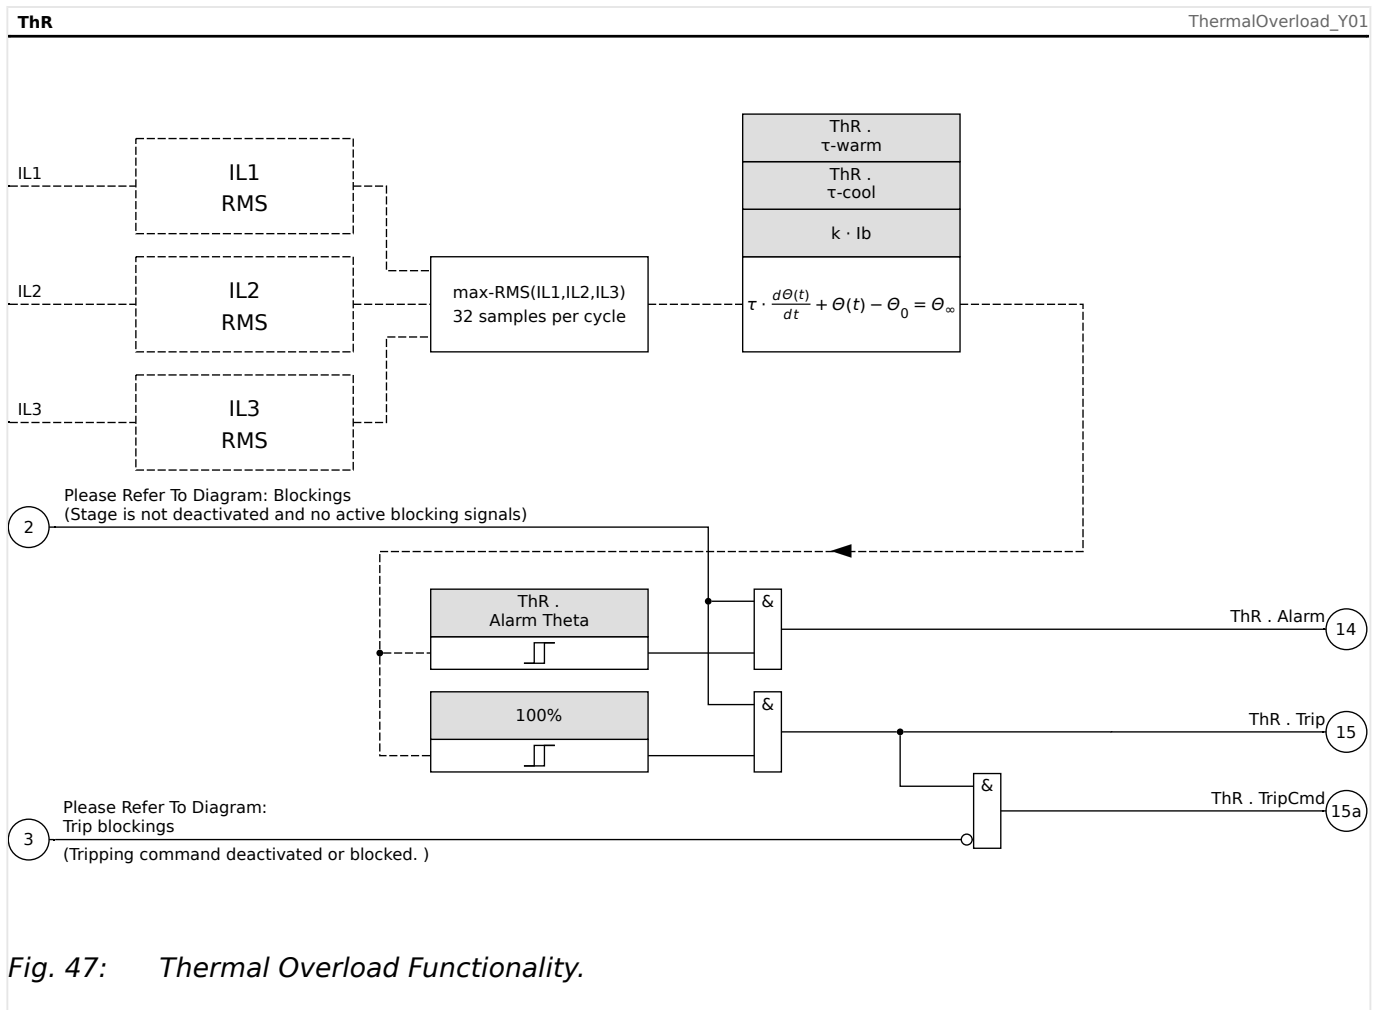 ThR
ThermalOverload_Y01
ThR .
τ-warm
ThR .
τ-cool
k · Ib
IL1
IL1
RMS
IL2
IL2
RMS
max-RMS(IL1,IL2,IL3)
32 samples per cycle
τ · dΘ(t)/dt + Θ(t) − Θ₀ = Θ∞
IL3
IL3
RMS
Please Refer To Diagram: Blockings
(Stage is not deactivated and no active blocking signals)
2
ThR .
Alarm Theta
&
ThR . Alarm
14
100%
&
ThR . Trip
15
&
ThR . TripCmd
15a
Please Refer To Diagram:
Trip blockings
3
(Tripping command deactivated or blocked. )
Fig. 47: Thermal Overload Functionality.